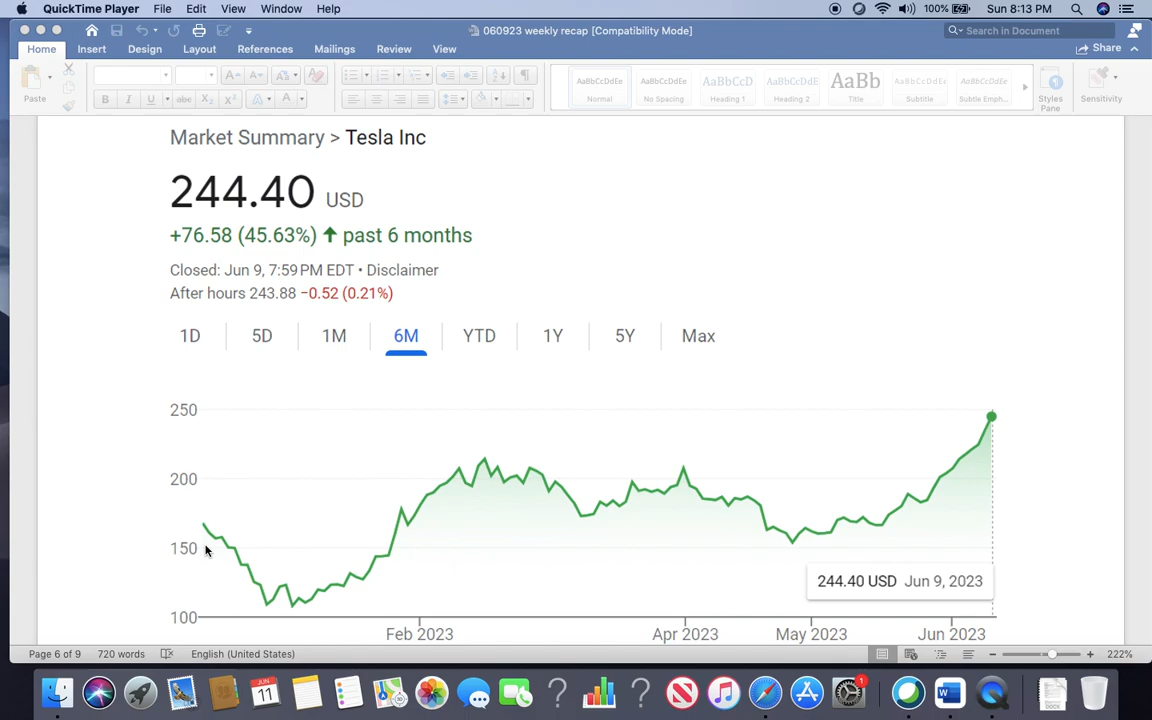 QuickTime Player File Edit View Window Help 100% Sun 8:13 PM
060923 weekly recap [Compatibility Mode] Search in Document
Home Insert Design Layout References Mailings Review View Share
Paste
AaBbCcDdEe AaBbCcDdEe AaBbCcD AaBbCcDdE AaBb AaBbCcDdEe AaBbCcDdEe
Normal No Spacing Heading 1 Heading 2 Title Subtitle Subtle Emph... Styles Pane Sensitivity
B I U abc X2 X2 A A
Market Summary > Tesla Inc
244.40 USD
+76.58 (45.63%) ↑ past 6 months
Closed: Jun 9, 7:59 PM EDT • Disclaimer
After hours 243.88 −0.52 (0.21%)
1D 5D 1M 6M YTD 1Y 5Y Max
250
200
150
244.40 USD Jun 9, 2023
100
Feb 2023 Apr 2023 May 2023 Jun 2023
Page 6 of 9 720 words English (United States) 222%
JUN
11
1